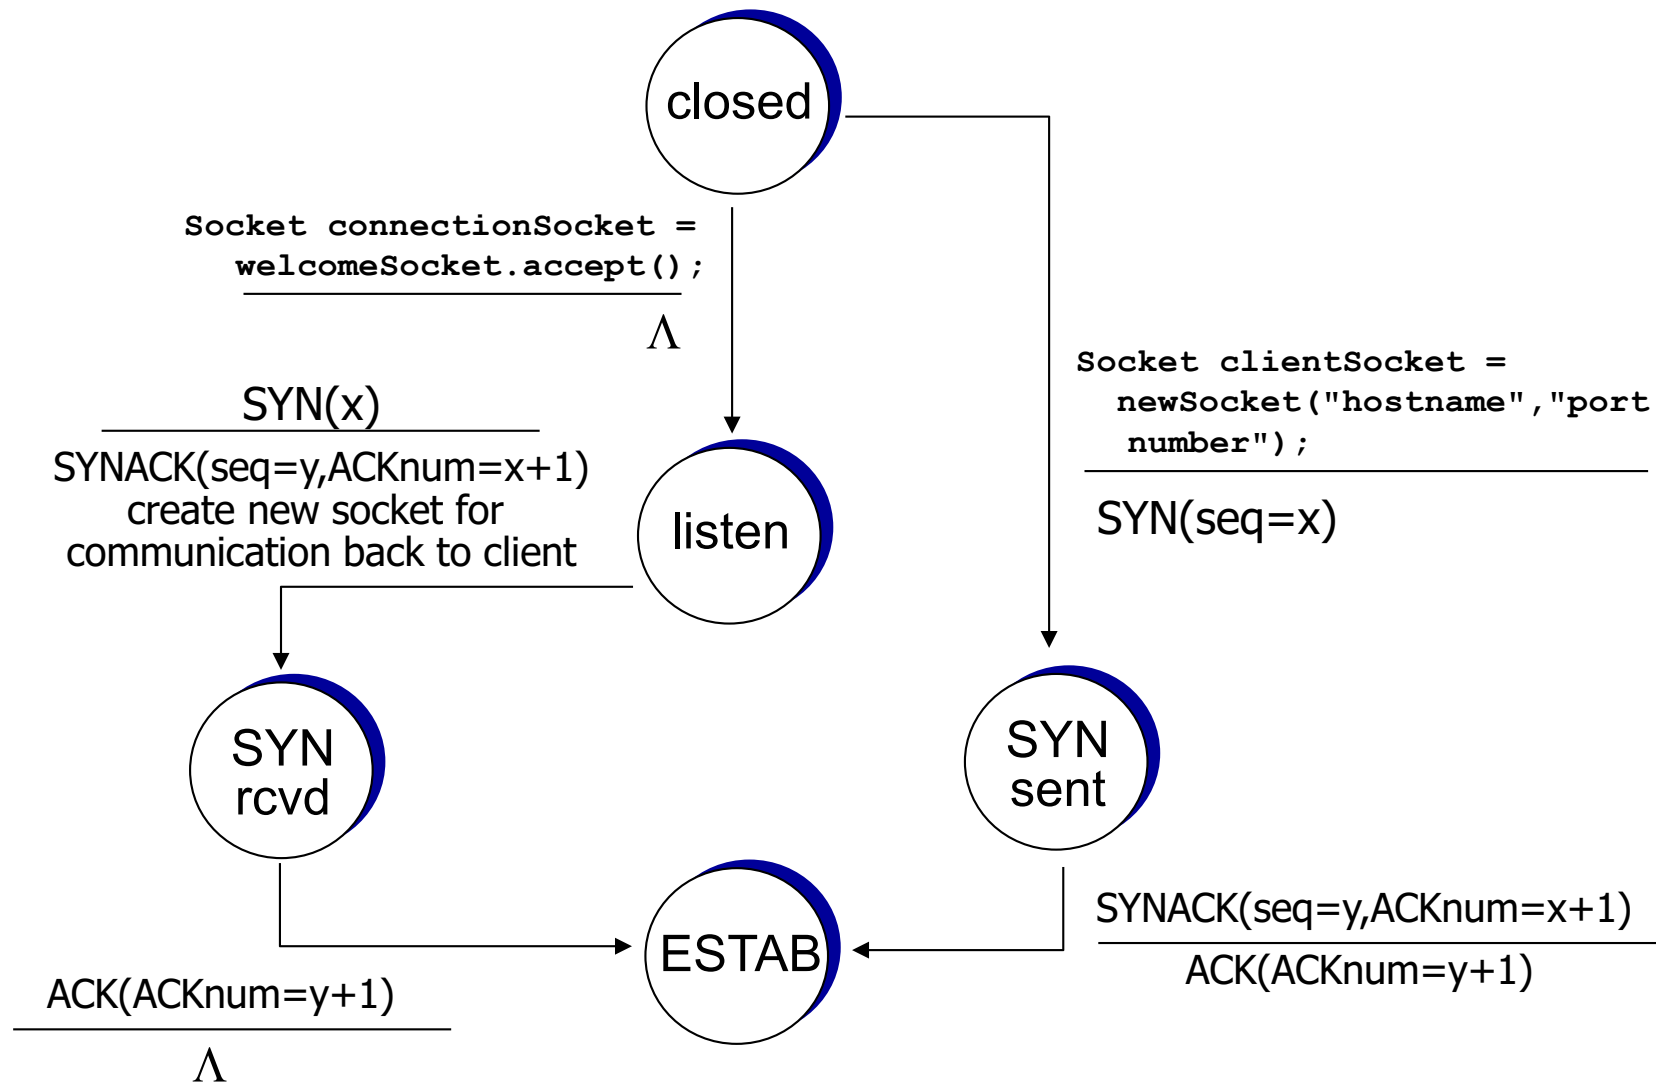 closed
Socket connectionSocket =
welcomeSocket.accept();
Λ
Socket clientSocket =
newSocket("hostname","port
number");
SYN(seq=x)
SYN(x)
SYNACK(seq=y,ACKnum=x+1)
create new socket for
communication back to client
listen
SYN
rcvd
SYN
sent
ESTAB
SYNACK(seq=y,ACKnum=x+1)
ACK(ACKnum=y+1)
ACK(ACKnum=y+1)
Λ